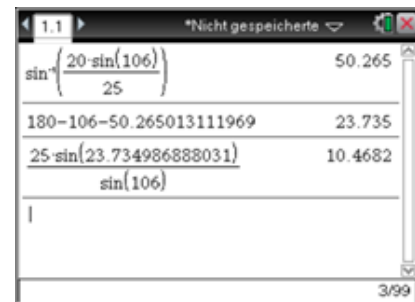 1.1 *Nicht gespeicherte
sin⁻¹(20·sin(106)/25) 50.265
180−106−50.265013111969 23.735
25·sin(23.734986888031)/sin(106) 10.4682
3/99